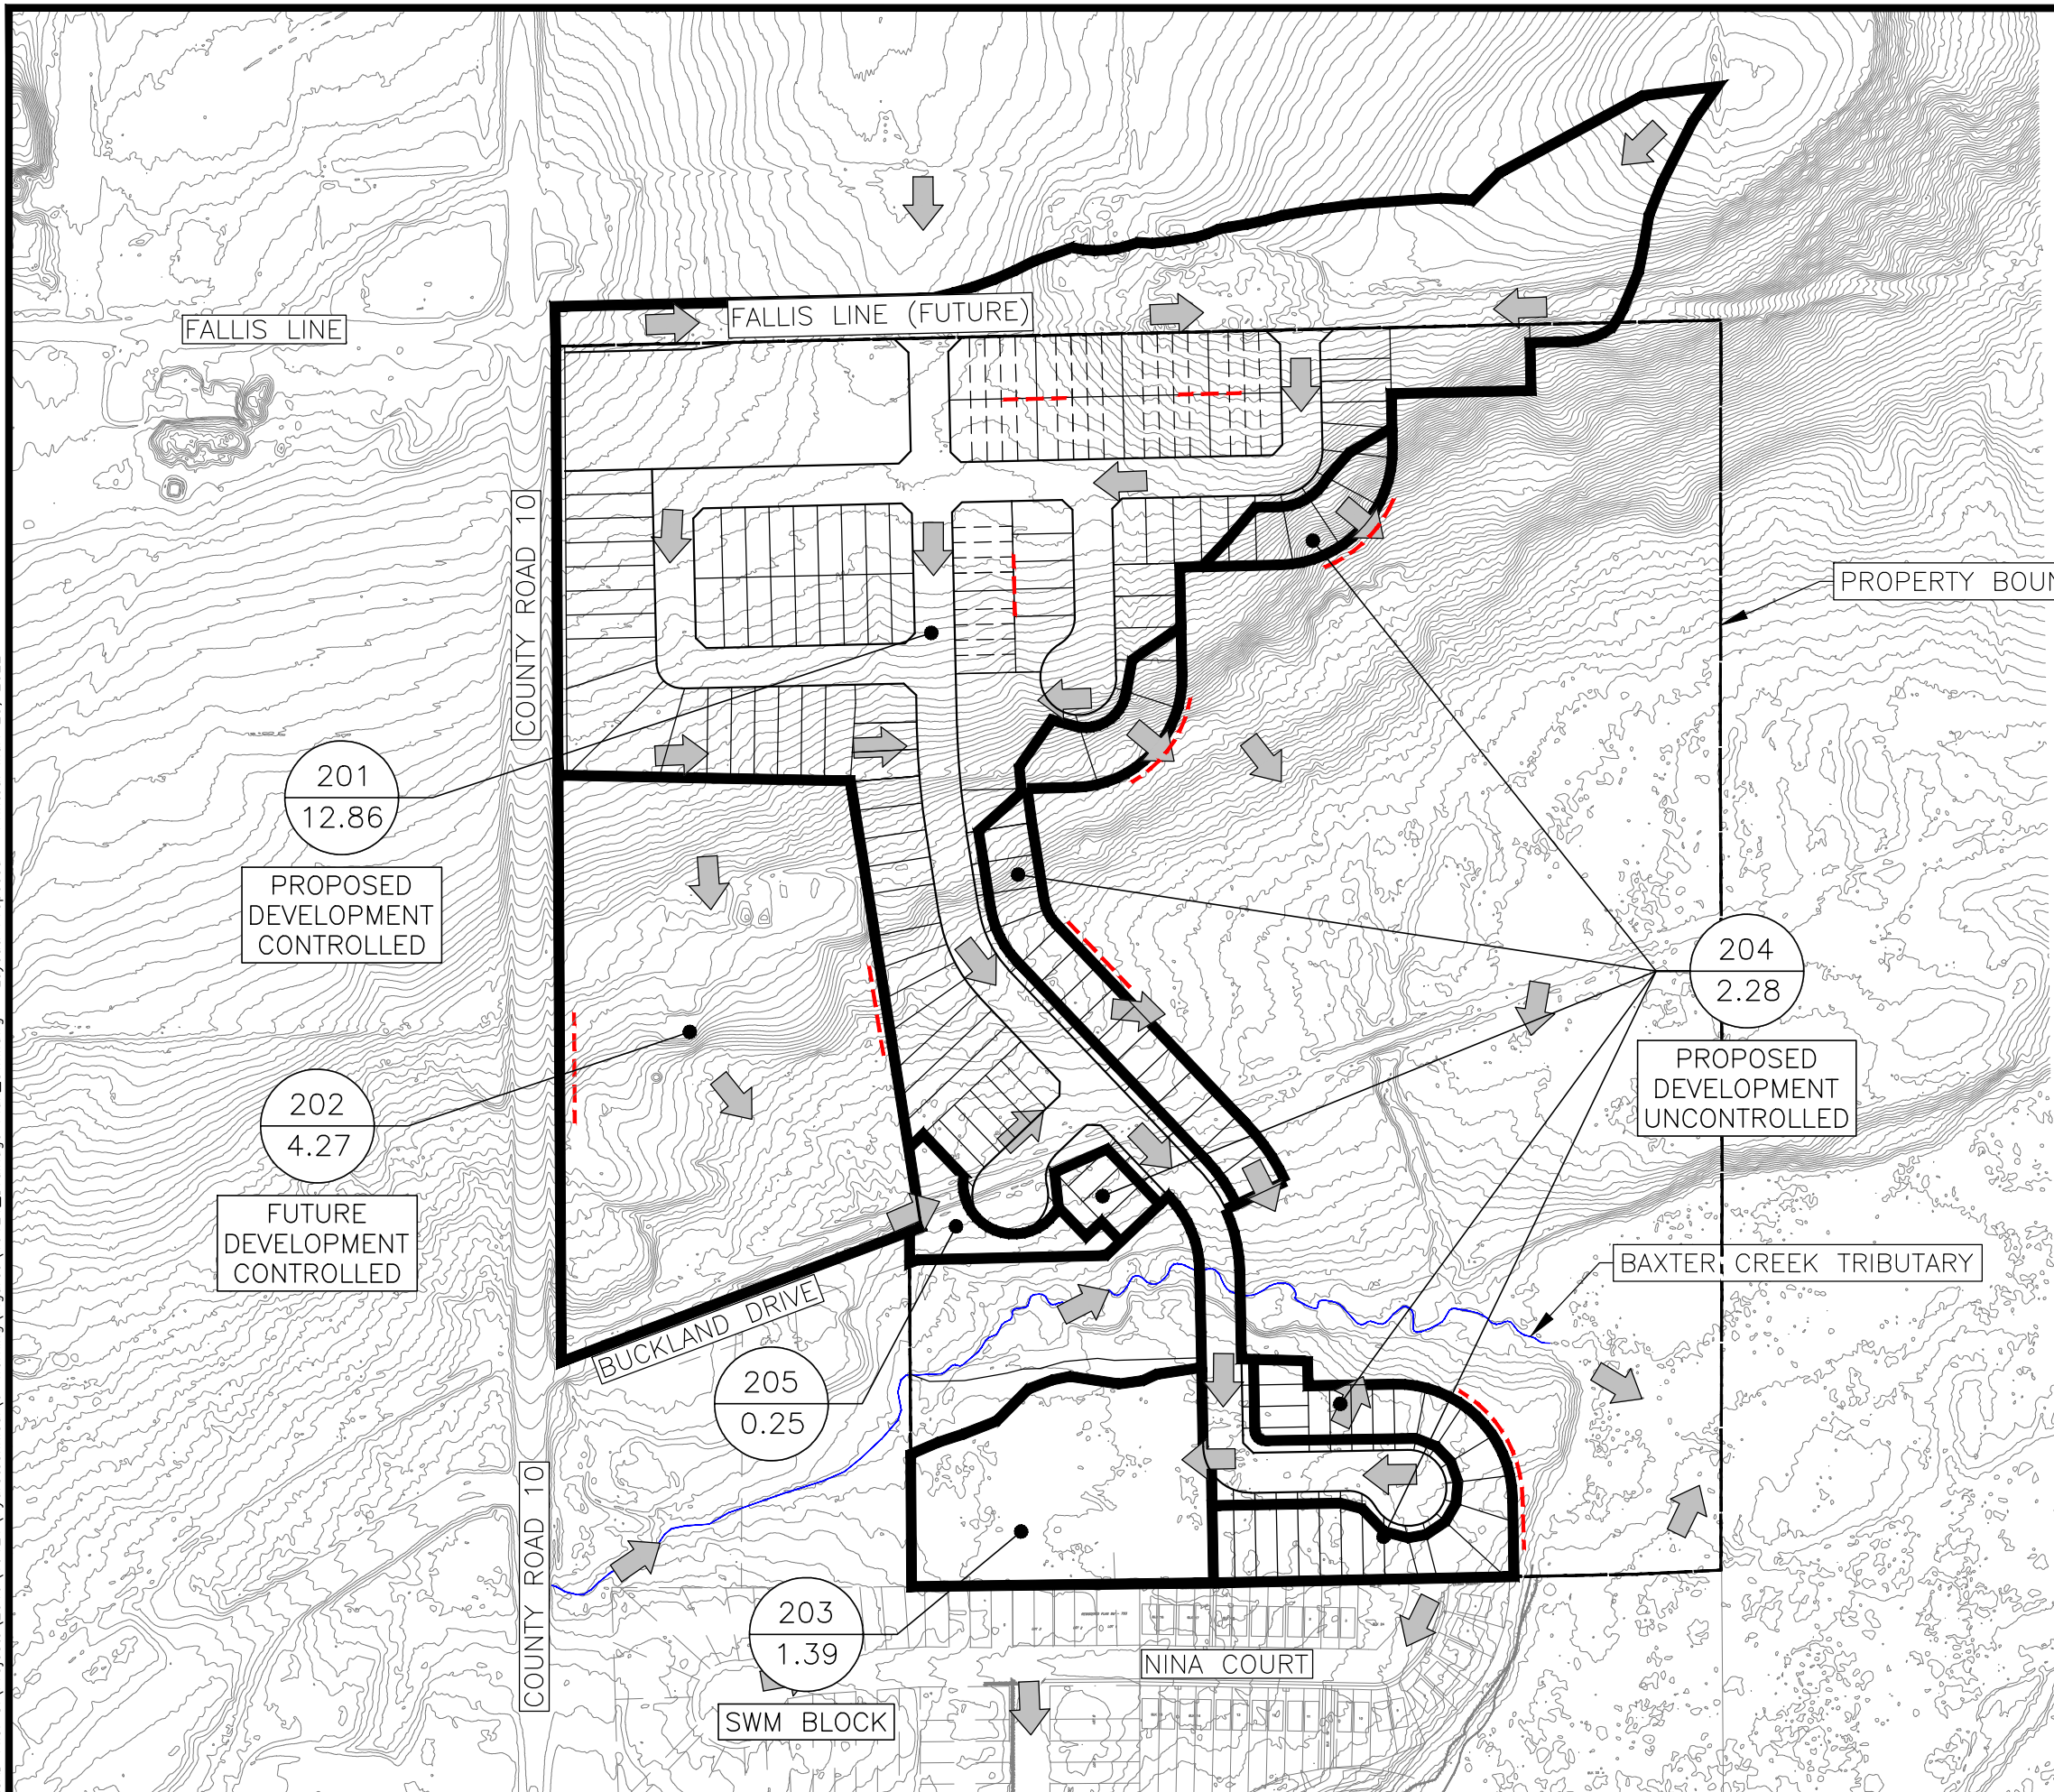 FALLIS LINE
FALLIS LINE (FUTURE)
COUNTY ROAD 10
PROPERTY BOUN
201
12.86
PROPOSED
DEVELOPMENT
CONTROLLED
204
2.28
PROPOSED
DEVELOPMENT
UNCONTROLLED
202
4.27
FUTURE
DEVELOPMENT
CONTROLLED
BAXTER CREEK TRIBUTARY
BUCKLAND DRIVE
205
0.25
COUNTY ROAD 10
203
1.39
SWM BLOCK
NINA COURT